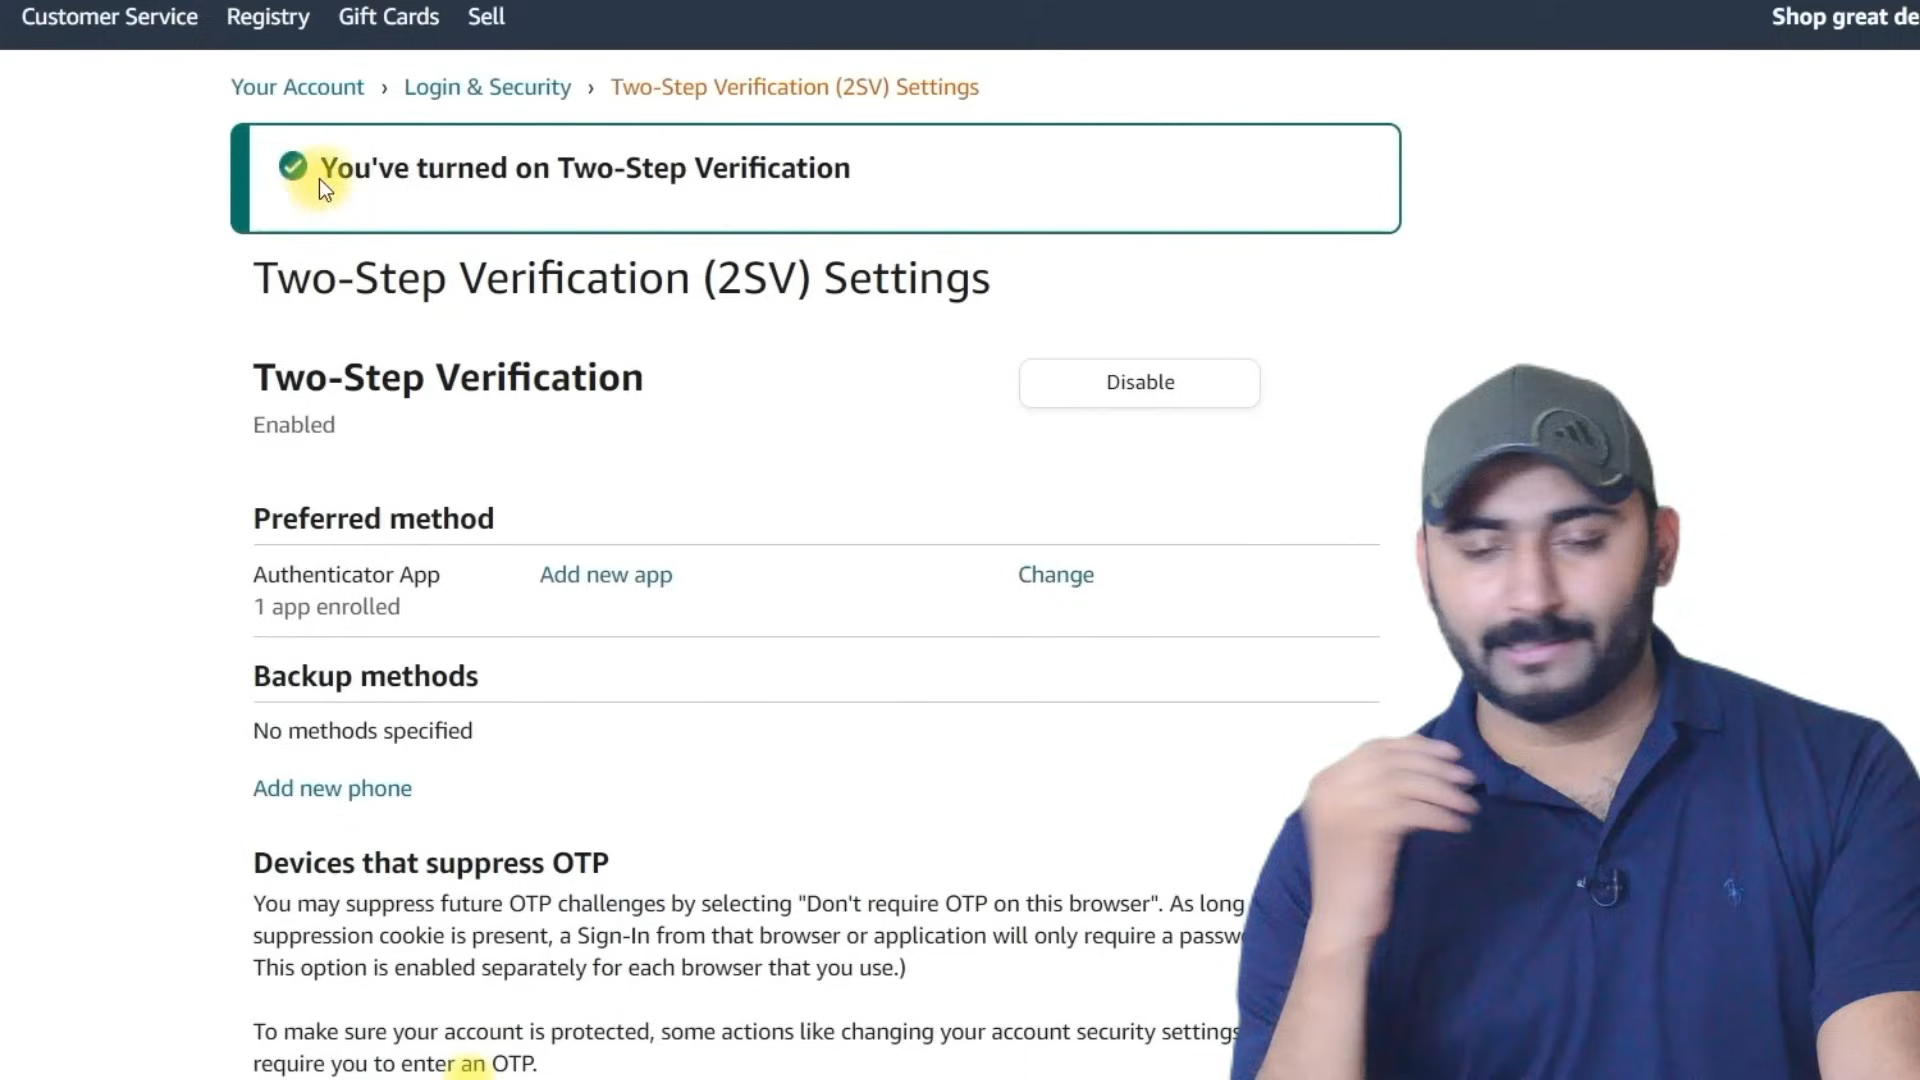 Customer Service Registry Gift Cards Sell Shop great de
Your Account › Login & Security › Two-Step Verification (2SV) Settings
You've turned on Two-Step Verification
Two-Step Verification (2SV) Settings
Two-Step Verification Disable
Enabled
Preferred method
Authenticator App Add new app Change
1 app enrolled
Backup methods
No methods specified
Add new phone
Devices that suppress OTP
You may suppress future OTP challenges by selecting "Don't require OTP on this browser". As long
suppression cookie is present, a Sign-In from that browser or application will only require a passw
This option is enabled separately for each browser that you use.)
To make sure your account is protected, some actions like changing your account security settings
require you to enter an OTP.